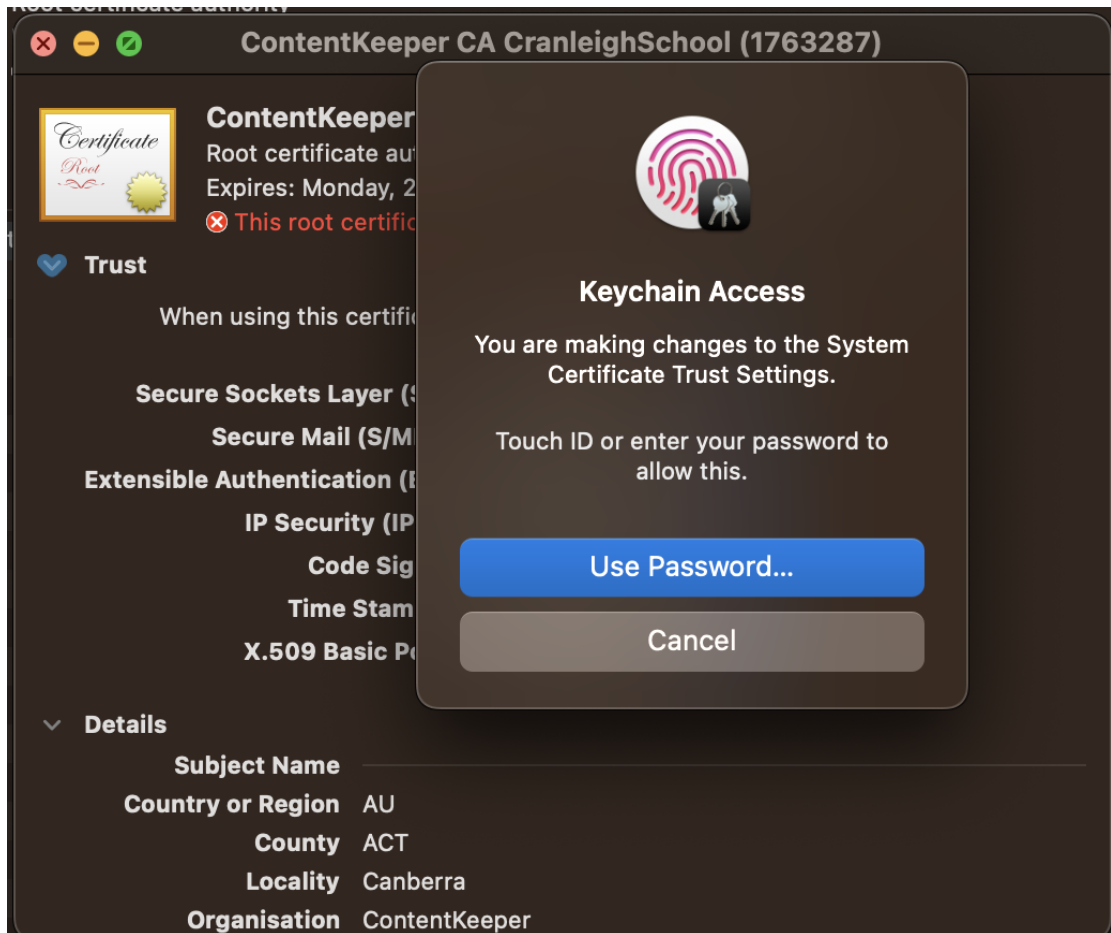 Root certificate authority
ContentKeeper CA CranleighSchool (1763287)
Certificate
Root
ContentKeeper
Root certificate au
Expires: Monday, 2
This root certific
Trust
When using this certific
Secure Sockets Layer (S
Secure Mail (S/MI
Extensible Authentication (E
IP Security (IP
Code Sig
Time Stam
X.509 Basic Po
Keychain Access
You are making changes to the System
Certificate Trust Settings.
Touch ID or enter your password to
allow this.
Use Password...
Cancel
Details
Subject Name
Country or Region AU
County ACT
Locality Canberra
Organisation ContentKeeper